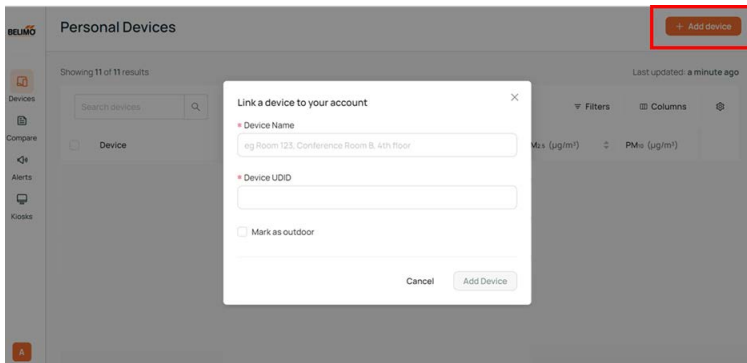 BELIMO
Personal Devices
+ Add device
Showing 11 of 11 results
Last updated: a minute ago
Devices
Search devices
Filters
Columns
Compare
Device
M2.5 (µg/m³)
PM10 (µg/m³)
Alerts
Kiosks
Link a device to your account
* Device Name
eg Room 123, Conference Room B, 4th floor
* Device UDID
Mark as outdoor
Cancel
Add Device
A